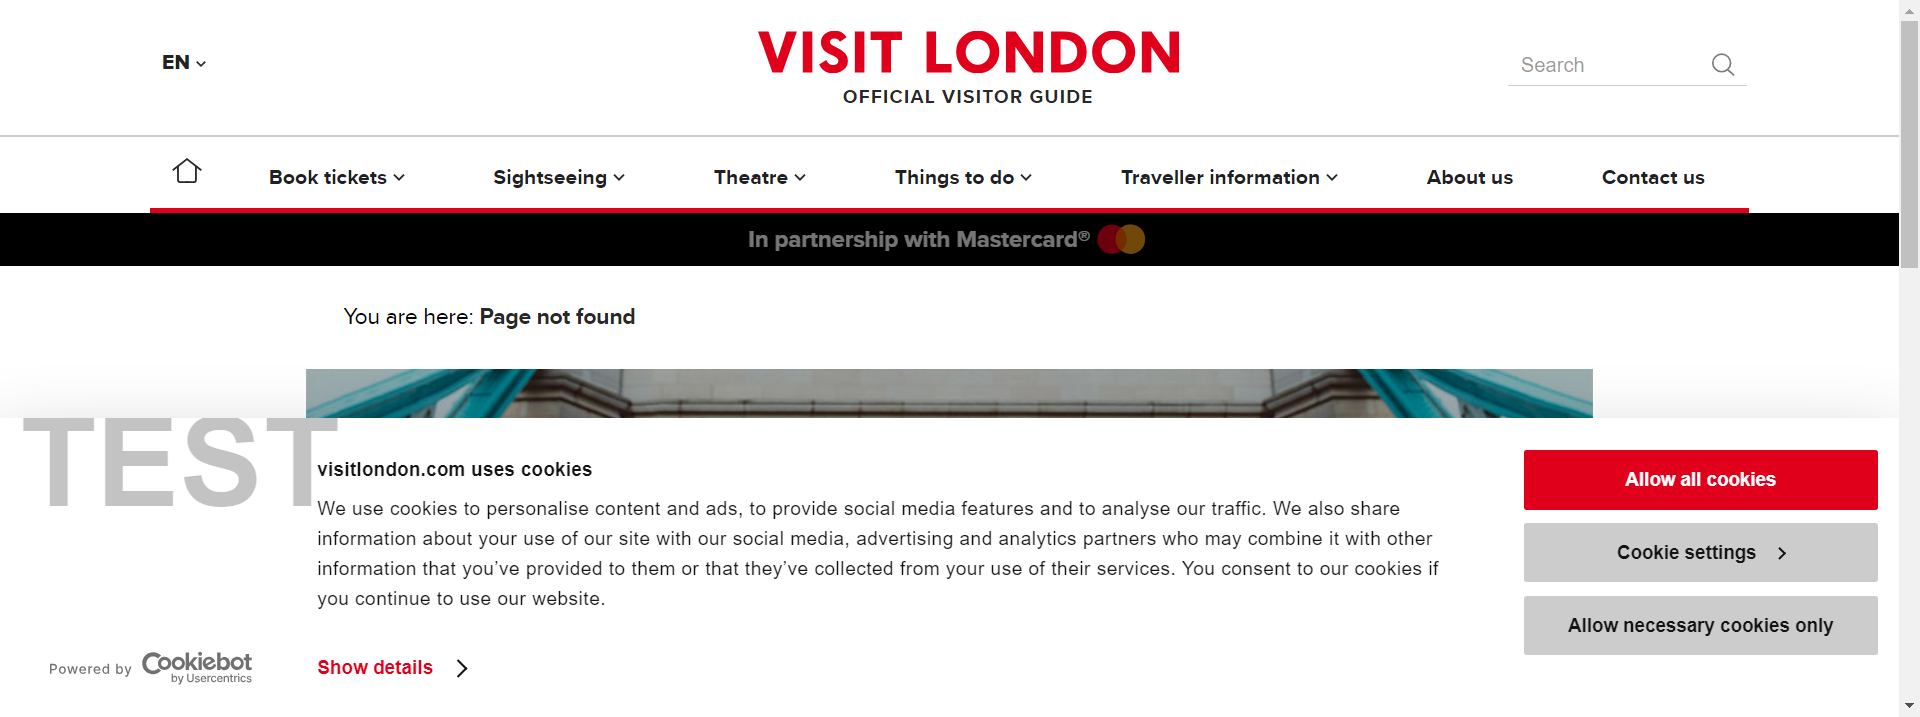 EN
VISIT LONDON
OFFICIAL VISITOR GUIDE
Search
Book tickets
Sightseeing
Theatre
Things to do
Traveller information
About us
Contact us
In partnership with Mastercard®
You are here: Page not found
TEST
visitlondon.com uses cookies
We use cookies to personalise content and ads, to provide social media features and to analyse our traffic. We also share
information about your use of our site with our social media, advertising and analytics partners who may combine it with other
information that you’ve provided to them or that they’ve collected from your use of their services. You consent to our cookies if
you continue to use our website.
Show details
Powered by Cookiebot
by Usercentrics
Allow all cookies
Cookie settings
Allow necessary cookies only